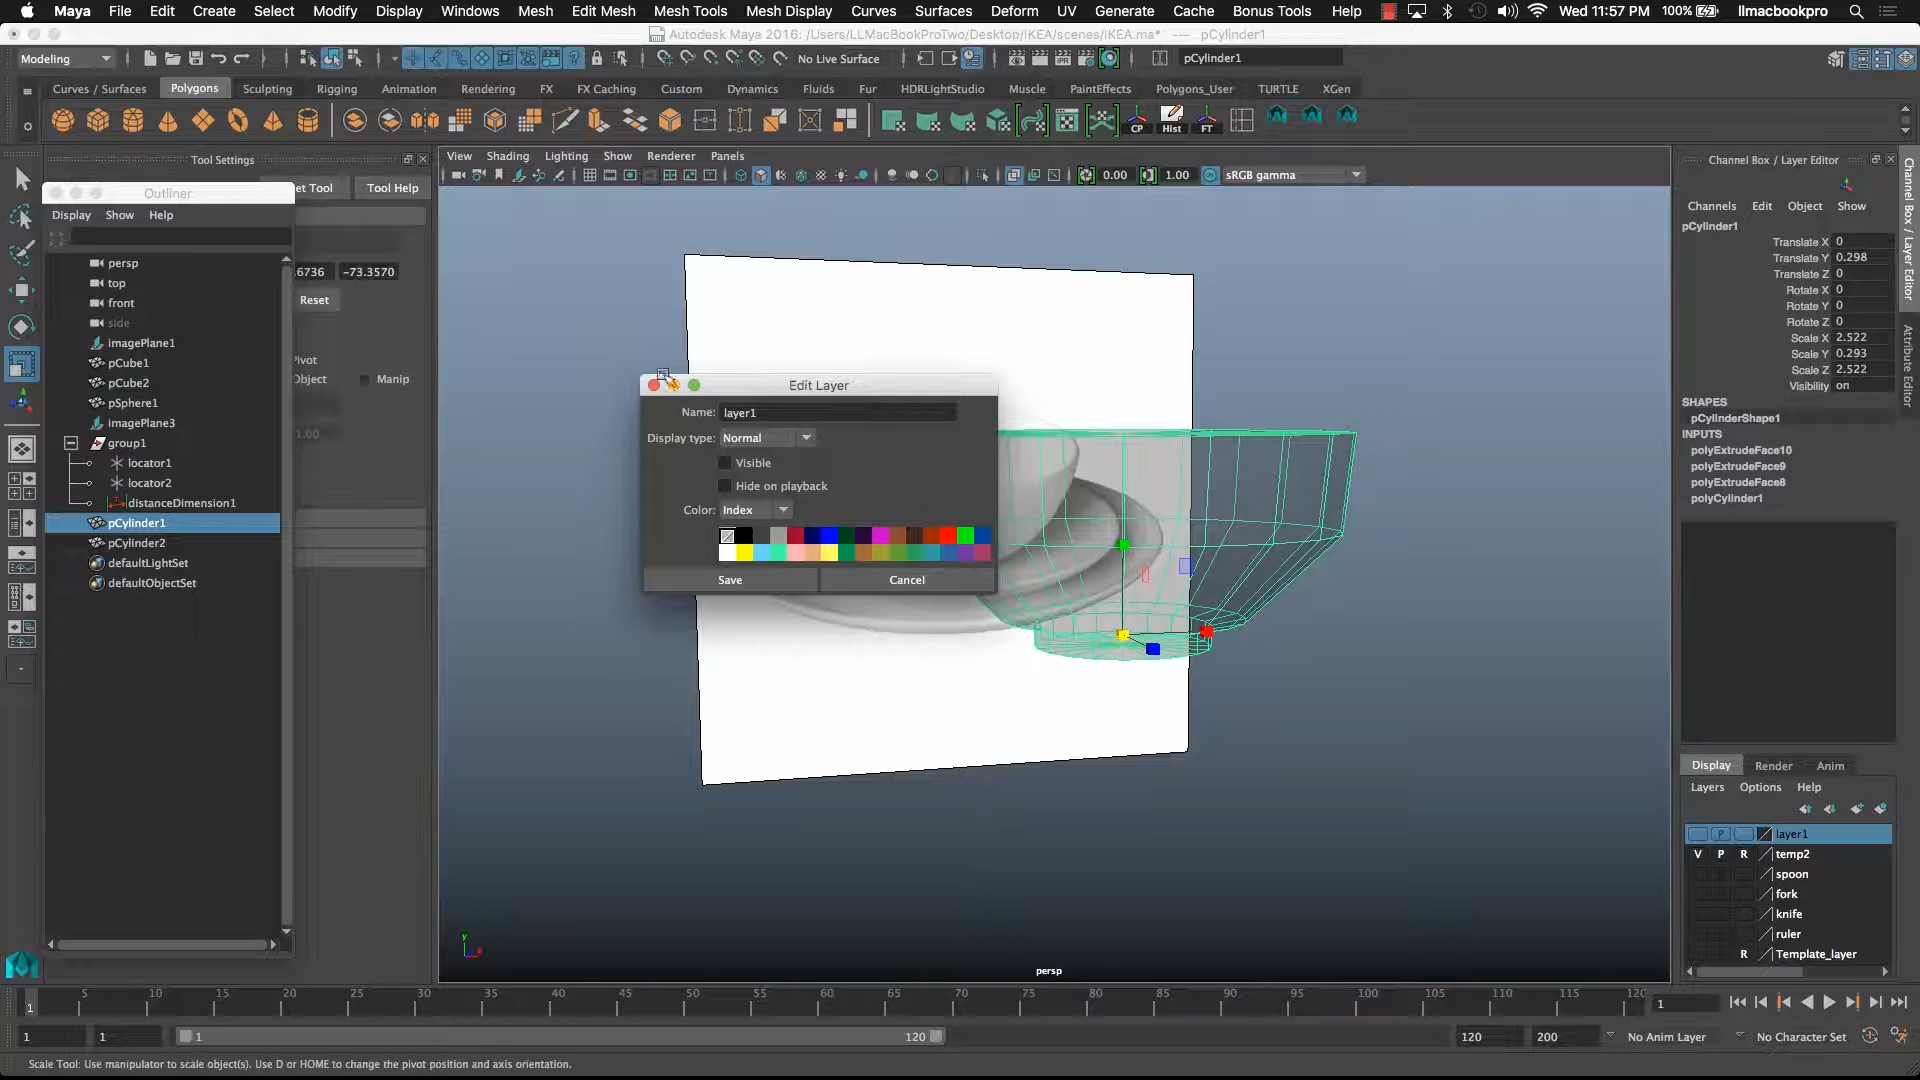 Maya File Edit Create Select Modify Display Windows Mesh Edit Mesh Mesh Tools Mesh Display Curves Surfaces Deform UV Generate Cache Bonus Tools Help Wed 11:57 PM 100% llmacbookpro
Autodesk Maya 2016: /Users/LLMacBookProTwo/Desktop/IKEA/scenes/IKEA.ma* --- pCylinder1
Modeling No Live Surface pCylinder1
Curves / Surfaces Polygons Sculpting Rigging Animation Rendering FX FX Caching Custom Dynamics Fluids Fur HDRLightStudio Muscle PaintEffects Polygons_User TURTLE XGen
CP Hist FT
Tool Settings
View Shading Lighting Show Renderer Panels
Channel Box / Layer Editor
0.00 1.00 sRGB gamma
Outliner
et Tool Tool Help
Display Show Help
Channels Edit Object Show
pCylinder1
Translate X 0
Translate Y 0.298
Translate Z 0
Rotate X 0
Rotate Y 0
Rotate Z 0
Scale X 2.522
Scale Y 0.293
Scale Z 2.522
Visibility on
SHAPES
pCylinderShape1
INPUTS
polyExtrudeFace10
polyExtrudeFace9
polyExtrudeFace8
polyCylinder1
Channel Box / Layer Editor
Attribute Editor
persp
top
front
side
imagePlane1
pCube1
pCube2
pSphere1
imagePlane3
group1
locator1
locator2
distanceDimension1
pCylinder1
pCylinder2
defaultLightSet
defaultObjectSet
.6736 -73.3570
Reset
Pivot
Object Manip
1.00
Edit Layer
Name: layer1
Display type: Normal
Visible
Hide on playback
Color: Index
Save Cancel
Display Render Anim
Layers Options Help
P layer1
V P R temp2
spoon
fork
knife
ruler
R Template_layer
y
persp
1 5 10 15 20 25 30 35 40 45 50 55 60 65 70 75 80 85 90 95 100 105 110 115 120 1
1 1 1 120 120 200 No Anim Layer No Character Set
Scale Tool: Use manipulator to scale object(s). Use D or HOME to change the pivot position and axis orientation.